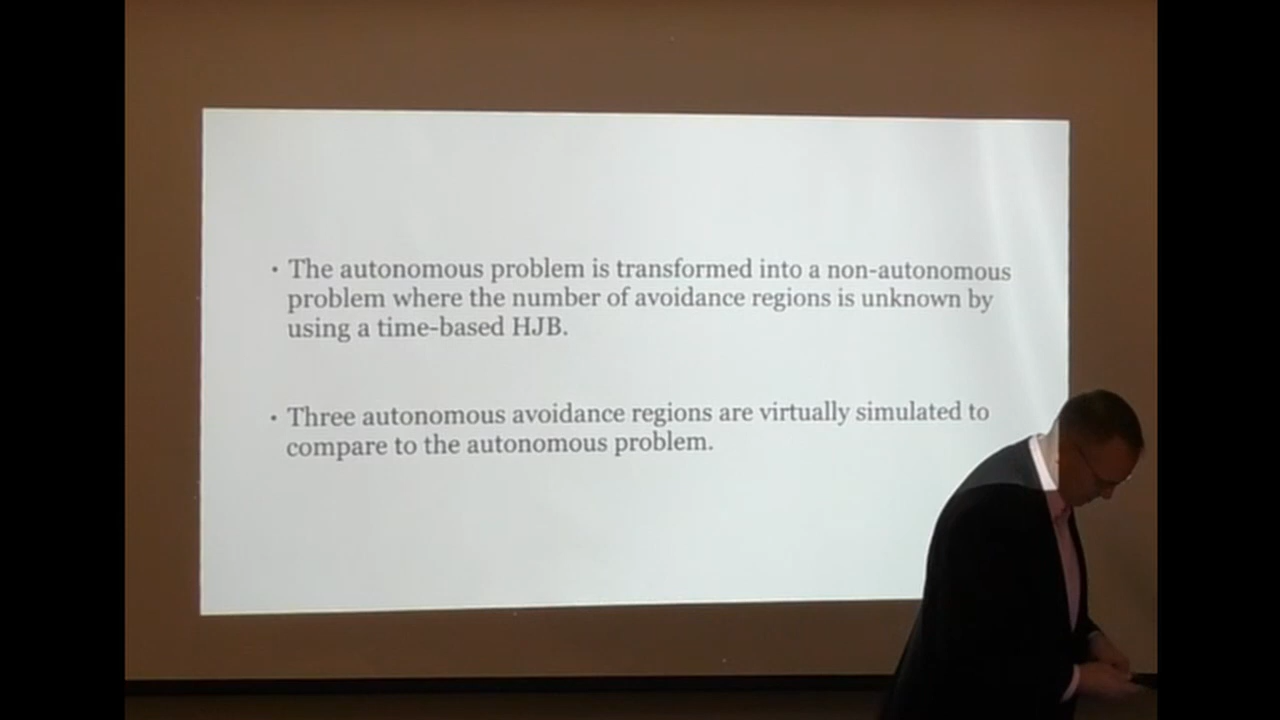 • The autonomous problem is transformed into a non-autonomous
problem where the number of avoidance regions is unknown by
using a time-based HJB.
• Three autonomous avoidance regions are virtually simulated to
compare to the autonomous problem.